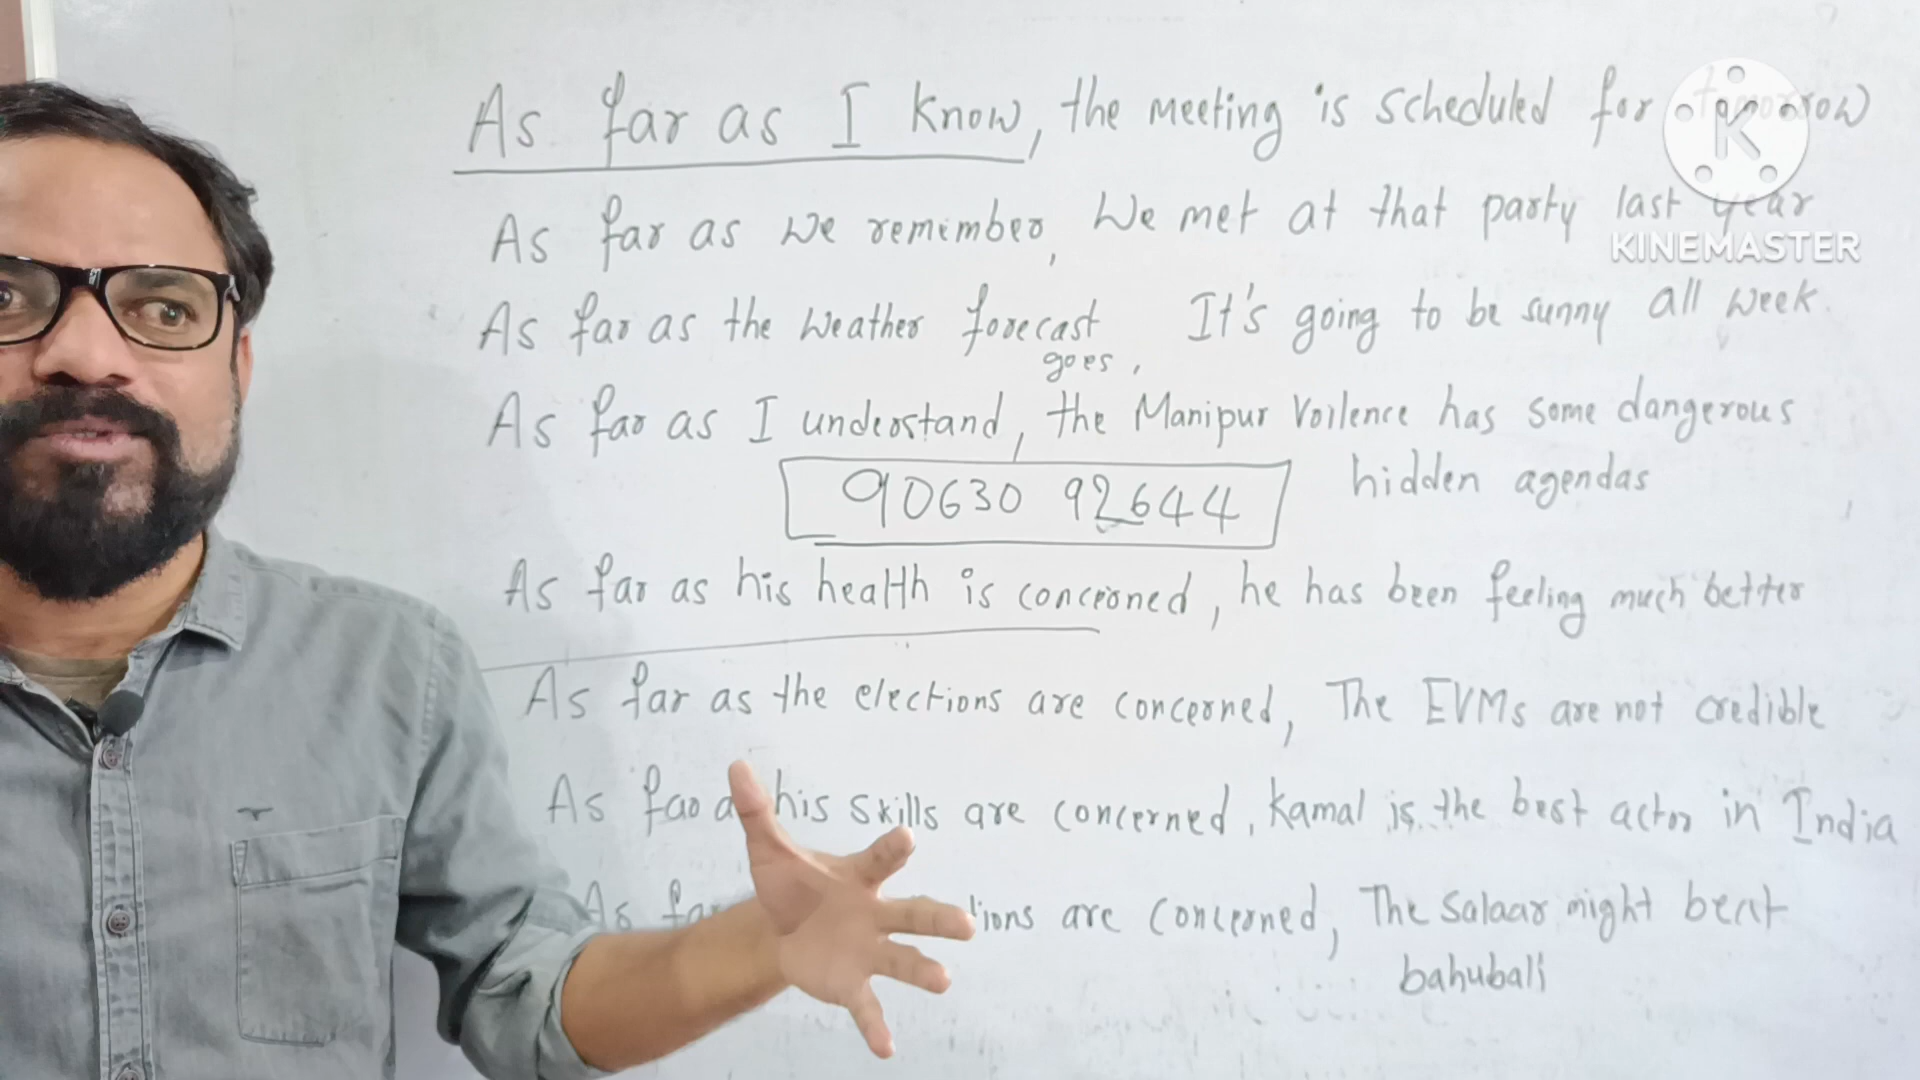 As far as I know, the meeting is scheduled for tomorrow
As far as we remember, We met at that party last year
KINEMASTER
As far as the weather forecast It's going to be sunny all week.
goes,
As far as I understand, the Manipur Voilence has some dangerous
hidden agendas
90630 92644
As far as his health is concerned, he has been feeling much better
As far as the elections are concerned, The EVMs are not credible
As far his skills are concerned, Kamal is the best actor in India
As far are concerned, The Salaar might beat
bahubali